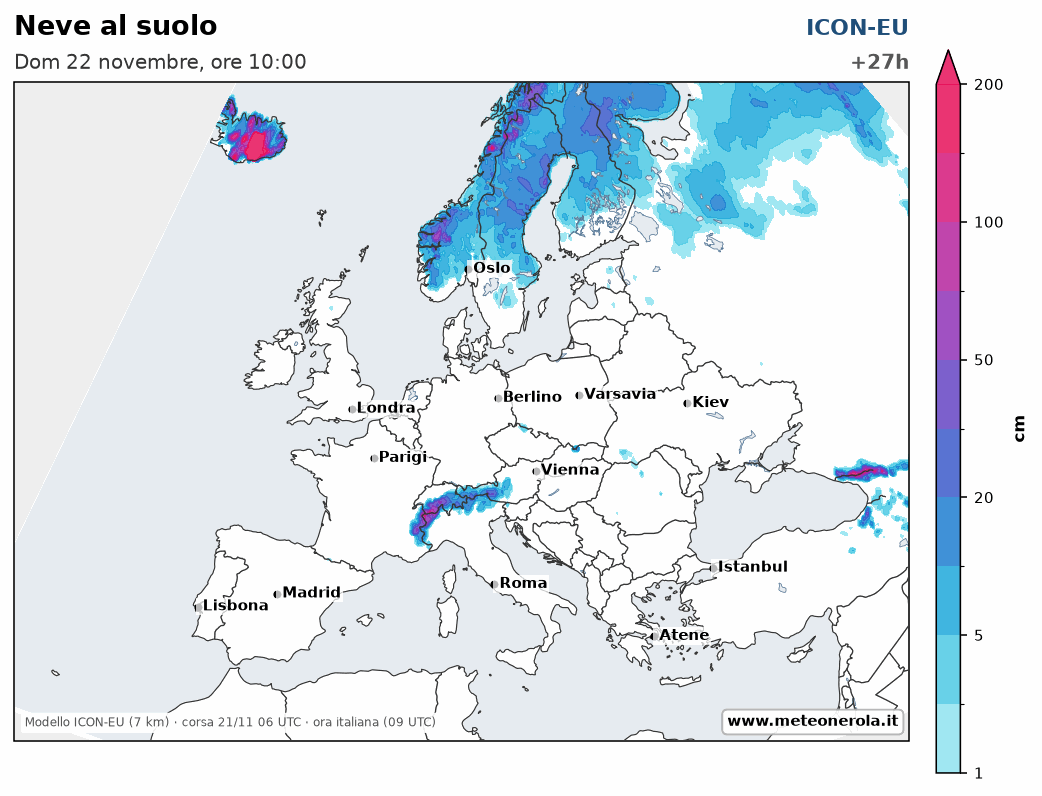 Neve al suolo
ICON-EU
Dom 22 novembre, ore 10:00
+27h
200
100
50
20
5
1
cm
Oslo
Berlino
Varsavia
Kiev
Londra
Parigi
Vienna
Istanbul
Roma
Madrid
Lisbona
Atene
Modello ICON-EU (7 km) · corsa 21/11 06 UTC · ora italiana (09 UTC)
www.meteonerola.it